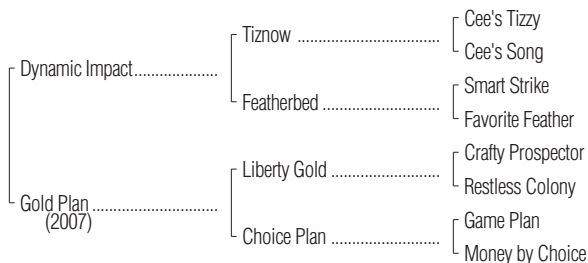 Cee's Tizzy
Tiznow
Cee's Song
Dynamic Impact
Smart Strike
Featherbed
Favorite Feather
Crafty Prospector
Liberty Gold
Restless Colony
Gold Plan
(2007)
Game Plan
Choice Plan
Money by Choice